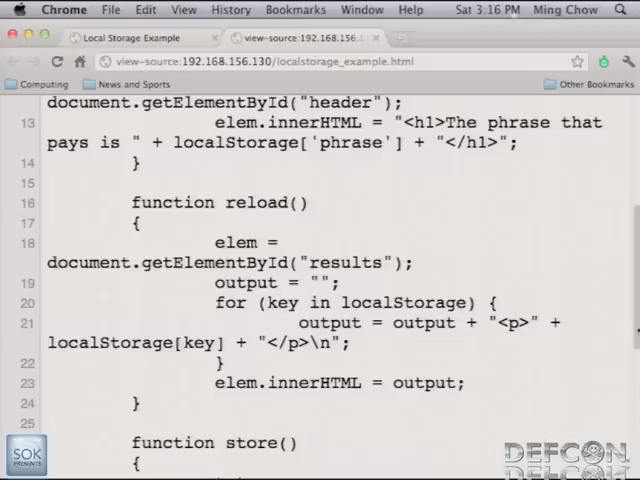 Chrome File Edit View History Bookmarks Window Help Sat 3:16 PM Ming Chow
Local Storage Example view-source:192.168.156.
view-source:192.168.156.130/localstorage_example.html
Computing News and Sports Other Bookmarks
document.getElementById("header");
13 elem.innerHTML = "<h1>The phrase that
pays is " + localStorage['phrase'] + "</h1>";
14 }
15
16 function reload()
17 {
18 elem =
document.getElementById("results");
19 output = "";
20 for (key in localStorage) {
21 output = output + "<p>" +
localStorage[key] + "</p>\n";
22 }
23 elem.innerHTML = output;
24 }
25
function store()
{
SOK
PRESENTS
DEFCON